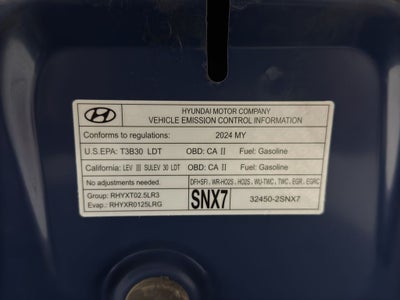 HYUNDAI MOTOR COMPANY
VEHICLE EMISSION CONTROL INFORMATION
Conforms to regulations: 2024 MY
U.S.EPA: T3B30 LDT OBD: CA II Fuel: Gasoline
California: LEV III SULEV 30 LDT OBD: CA II Fuel: Gasoline
No adjustments needed. DFI+SFI, WR-HO2S, HO2S, WU-TWC, TWC, EGR, EGRC
Group: RHYXT02.5LR3
Evap.: RHYXR0125LRG
SNX7 32450-2SNX7